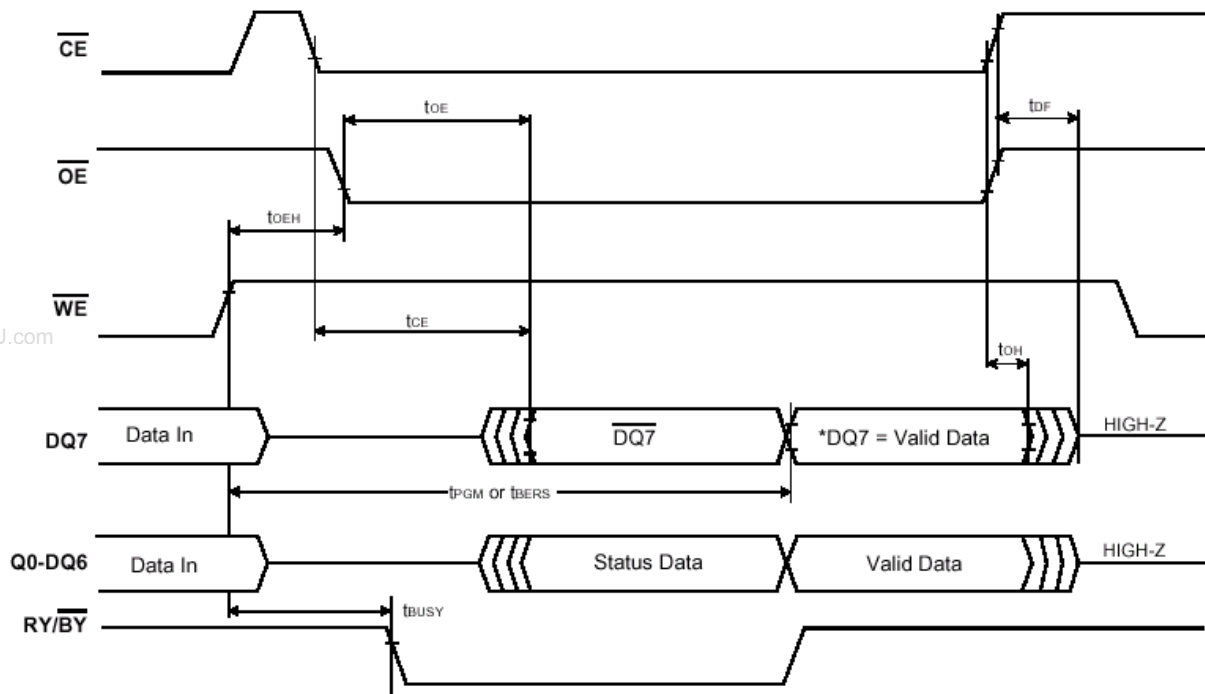 CE
tOE
tDF
OE
tOEH
WE
tCE
J.com
tOH
DQ7 Data In DQ7 *DQ7 = Valid Data HIGH-Z
tPGM or tBERS
Q0-DQ6 Data In Status Data Valid Data HIGH-Z
tBUSY
RY/BY